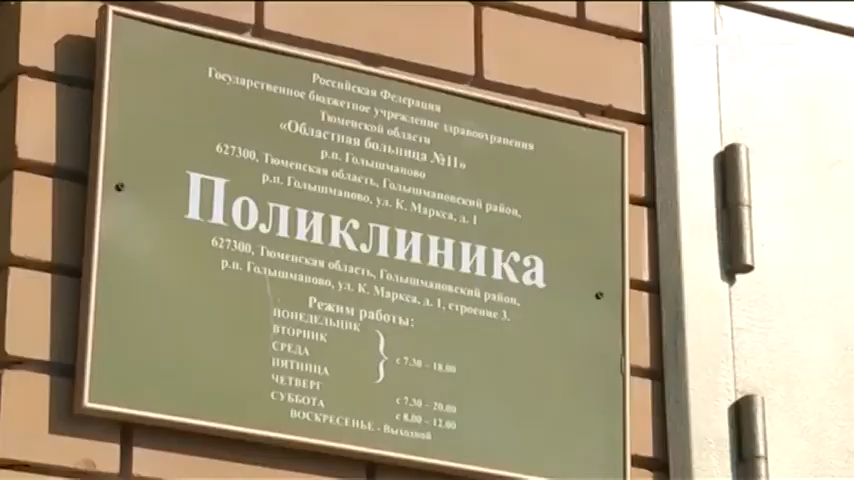 Российская Федерация
Государственное бюджетное учреждение здравоохранения
Тюменской области
«Областная больница №11»
р.п. Голышманово
627300, Тюменская область, Голышмановский район,
р.п. Голышманово, ул. К. Маркса, д. 1
Поликлиника
627300, Тюменская область, Голышмановский район,
р.п. Голышманово, ул. К. Маркса, д. 1, строение 3.
Режим работы:
ПОНЕДЕЛЬНИК
ВТОРНИК
СРЕДА
ПЯТНИЦА
с 7.30 – 18.00
ЧЕТВЕРГ с 7.30 – 20.00
СУББОТА с 8.00 – 12.00
ВОСКРЕСЕНЬЕ - Выходной